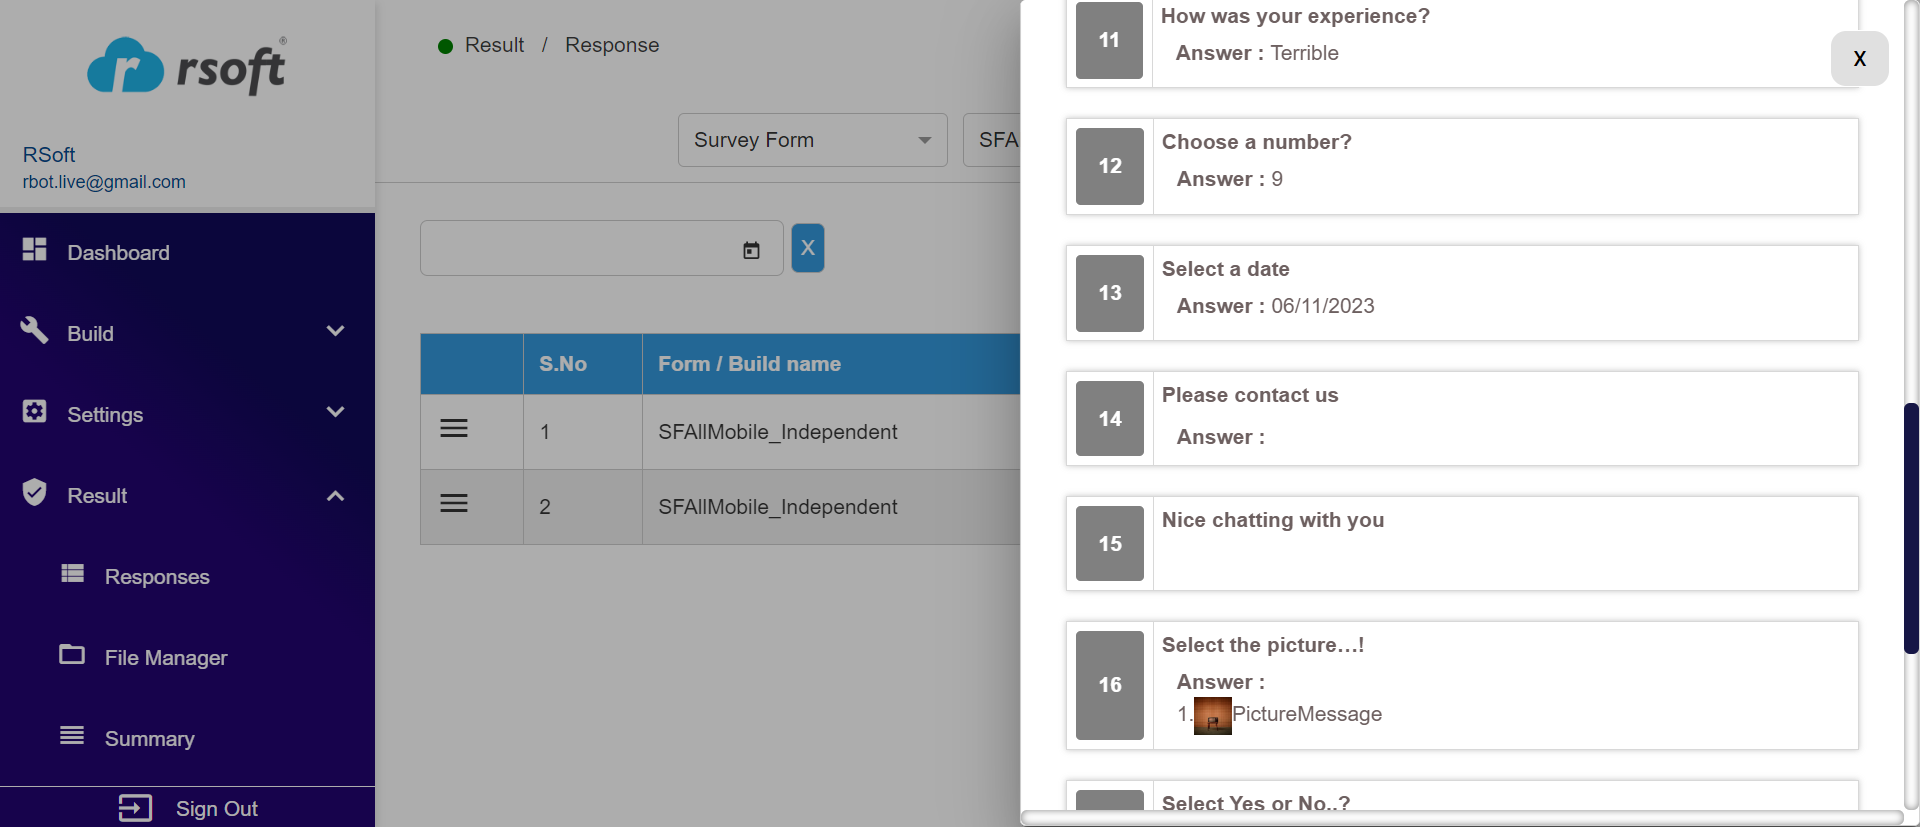 rsoft®
RSoft
rbot.live@gmail.com
Dashboard
Build
Settings
Result
Responses
File Manager
Summary
Sign Out
Result / Response
Survey Form
SFA
X
S.No Form / Build name
1 SFAllMobile_Independent
2 SFAllMobile_Independent
X
11 How was your experience?
Answer : Terrible
12 Choose a number?
Answer : 9
13 Select a date
Answer : 06/11/2023
14 Please contact us
Answer :
15 Nice chatting with you
16 Select the picture...!
Answer :
1. PictureMessage
Select Yes or No..?